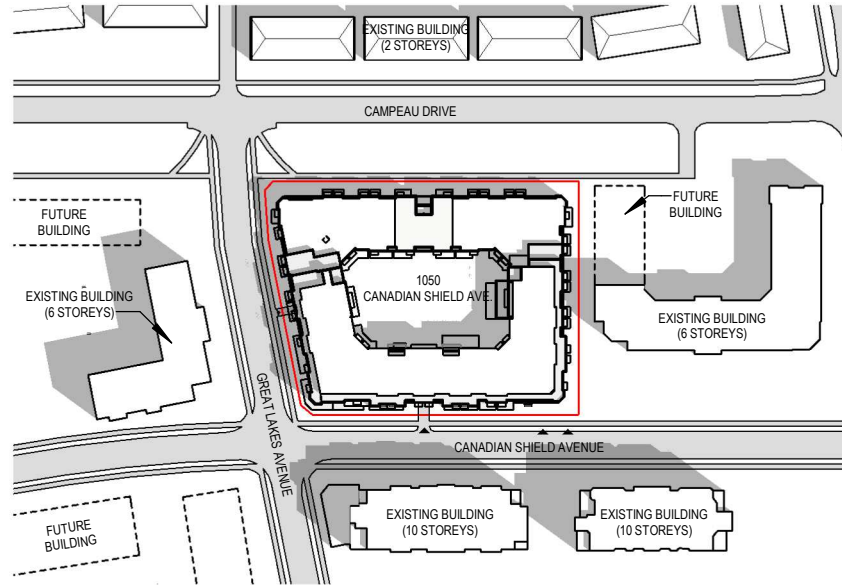 EXISTING BUILDING
(2 STOREYS)
CAMPEAU DRIVE
FUTURE
BUILDING
FUTURE
BUILDING
1050
CANADIAN SHIELD AVE.
EXISTING BUILDING
(6 STOREYS)
EXISTING BUILDING
(6 STOREYS)
GREAT LAKES AVENUE
CANADIAN SHIELD AVENUE
EXISTING BUILDING
(10 STOREYS)
EXISTING BUILDING
(10 STOREYS)
FUTURE
BUILDING